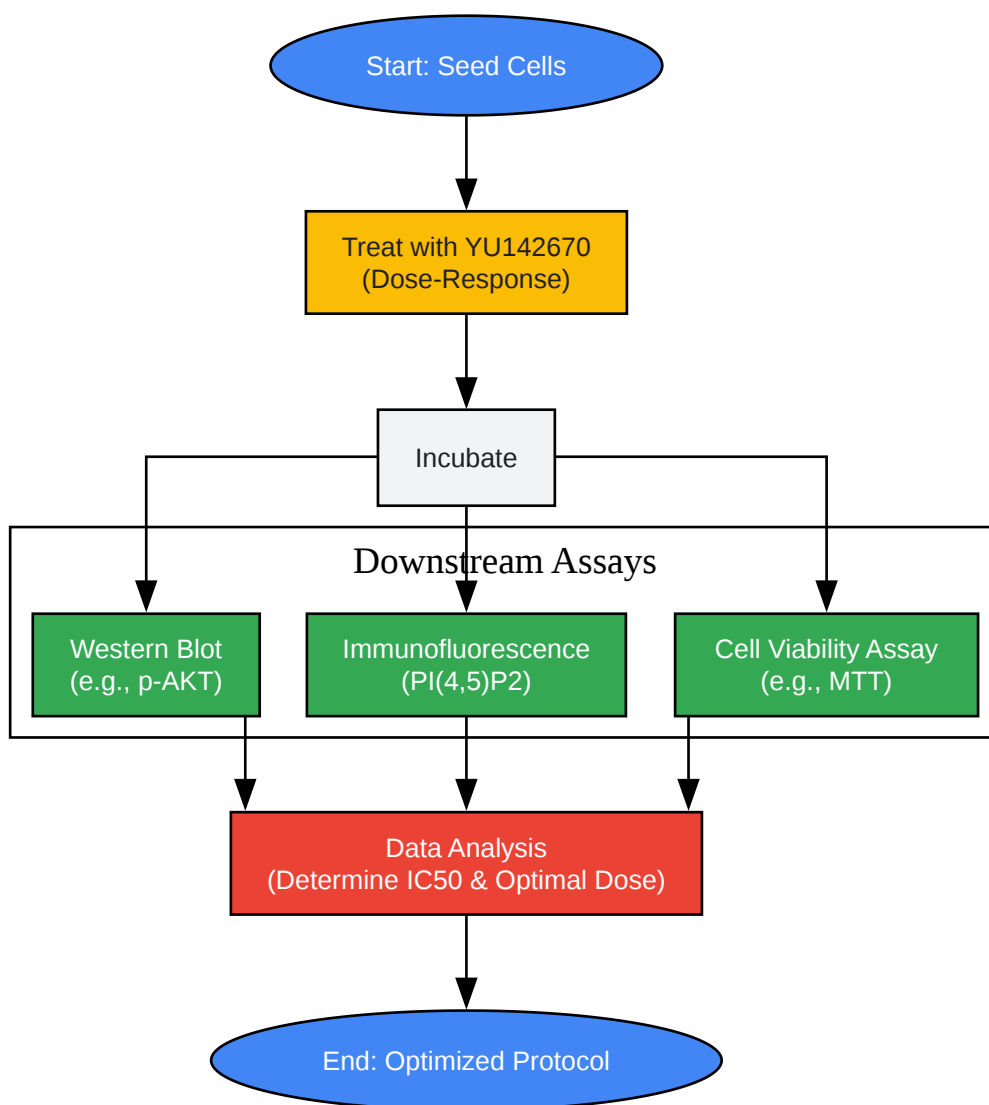 Start: Seed Cells
Treat with YU142670
(Dose-Response)
Incubate
Downstream Assays
Western Blot
(e.g., p-AKT)
Immunofluorescence
(PI(4,5)P2)
Cell Viability Assay
(e.g., MTT)
Data Analysis
(Determine IC50 & Optimal Dose)
End: Optimized Protocol